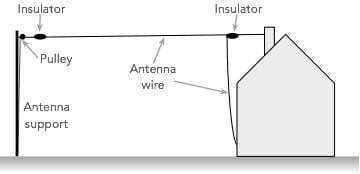 Insulator
Insulator
Pulley
Antenna
wire
Antenna
support